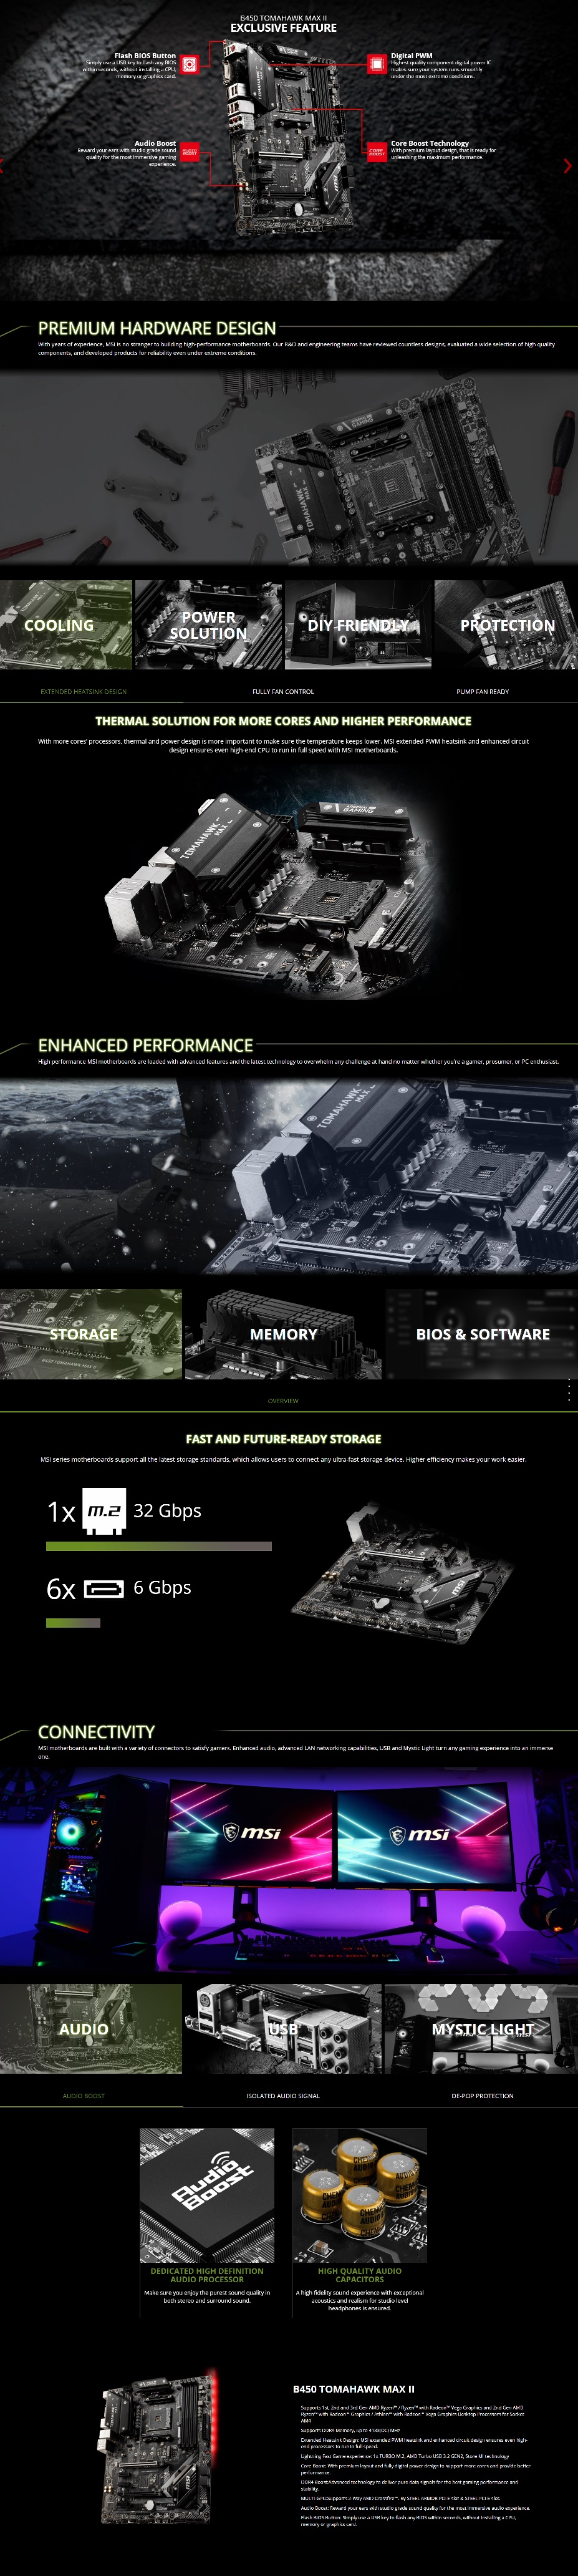 B450 TOMAHAWK MAX II
EXCLUSIVE FEATURE
Flash BIOS Button
Simply use a USB key to flash any BIOS
within seconds, without installing a CPU,
memory or graphics card.
Digital PWM
Highest quality component digital power IC
makes sure your system runs smoothly
under the most extreme conditions.
Audio Boost
Reward your ears with studio grade sound
quality for the most immersive gaming
experience.
Core Boost Technology
With premium layout design, that is ready for
unleashing the maximum performance.
PREMIUM HARDWARE DESIGN
With years of experience, MSI is no stranger to building high-performance motherboards. Our R&D and engineering teams have reviewed countless designs, evaluated a wide selection of high quality
components, and developed products for reliability even under extreme conditions.
COOLING
POWER
SOLUTION
DIY FRIENDLY
PROTECTION
EXTENDED HEATSINK DESIGN
FULLY FAN CONTROL
PUMP FAN READY
THERMAL SOLUTION FOR MORE CORES AND HIGHER PERFORMANCE
With more cores' processors, thermal and power design is more important to make sure the temperature keeps lower. MSI extended PWM heatsink and enhanced circuit
design ensures even high-end CPU to run in full speed with MSI motherboards.
TOMAHAWK
MAX
ENHANCED PERFORMANCE
High performance MSI motherboards are loaded with advanced features and the latest technology to overwhelm any challenge at hand no matter whether you're a gamer, prosumer, or PC enthusiast.
TOMAHAWK
MAX
STORAGE
MEMORY
BIOS & SOFTWARE
OVERVIEW
FAST AND FUTURE-READY STORAGE
MSI series motherboards support all the latest storage standards, which allows users to connect any ultra-fast storage device. Higher efficiency makes your work easier.
1x m.2 32 Gbps
6x 6 Gbps
CONNECTIVITY
MSI motherboards are built with a variety of connectors to satisfy gamers. Enhanced audio, advanced LAN networking capabilities, USB and Mystic Light turn any gaming experience into an immense
one.
msi
msi
AUDIO
USB
MYSTIC LIGHT
AUDIO BOOST
ISOLATED AUDIO SIGNAL
DE-POP PROTECTION
Audio
Boost
DEDICATED HIGH DEFINITION
AUDIO PROCESSOR
Make sure you enjoy the purest sound quality in
both stereo and surround sound.
HIGH QUALITY AUDIO
CAPACITORS
A high fidelity sound experience with exceptional
acoustics and realism for studio level
headphones is ensured.
B450 TOMAHAWK MAX II
Supports 1st, 2nd and 3rd Gen AMD Ryzen™ / Ryzen™ with Radeon™ Vega Graphics and 2nd Gen AMD
Ryzen™ with Radeon™ Graphics / Athlon™ with Radeon™ Vega Graphics Desktop Processors for Socket
AM4
Supports DDR4 Memory, up to 4133(OC) MHz
Extended Heatsink Design: MSI extended PWM heatsink and enhanced circuit design ensures even high-
end processors to run in full speed.
Lightning Fast Game experience: 1x TURBO M.2, AMD Turbo USB 3.2 GEN2, Store MI technology
Core Boost: With premium layout and fully digital power design to support more cores and provide better
performance.
DDR4 Boost: Advanced technology to deliver pure data signals for the best gaming performance and
stability.
MULTI-GPU: Supports 2-Way AMD Crossfire™. By STEEL ARMOR PCI-E slot & STEEL PCI-E Slot.
Audio Boost: Reward your ears with studio grade sound quality for the most immersive audio experience.
Flash BIOS Button: Simply use a USB key to flash any BIOS within seconds, without installing a CPU,
memory or graphics card.